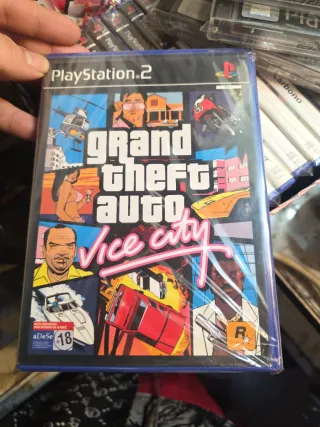 PlayStation.2
grand
theft
auto
Vice City
aDeSe
18
R